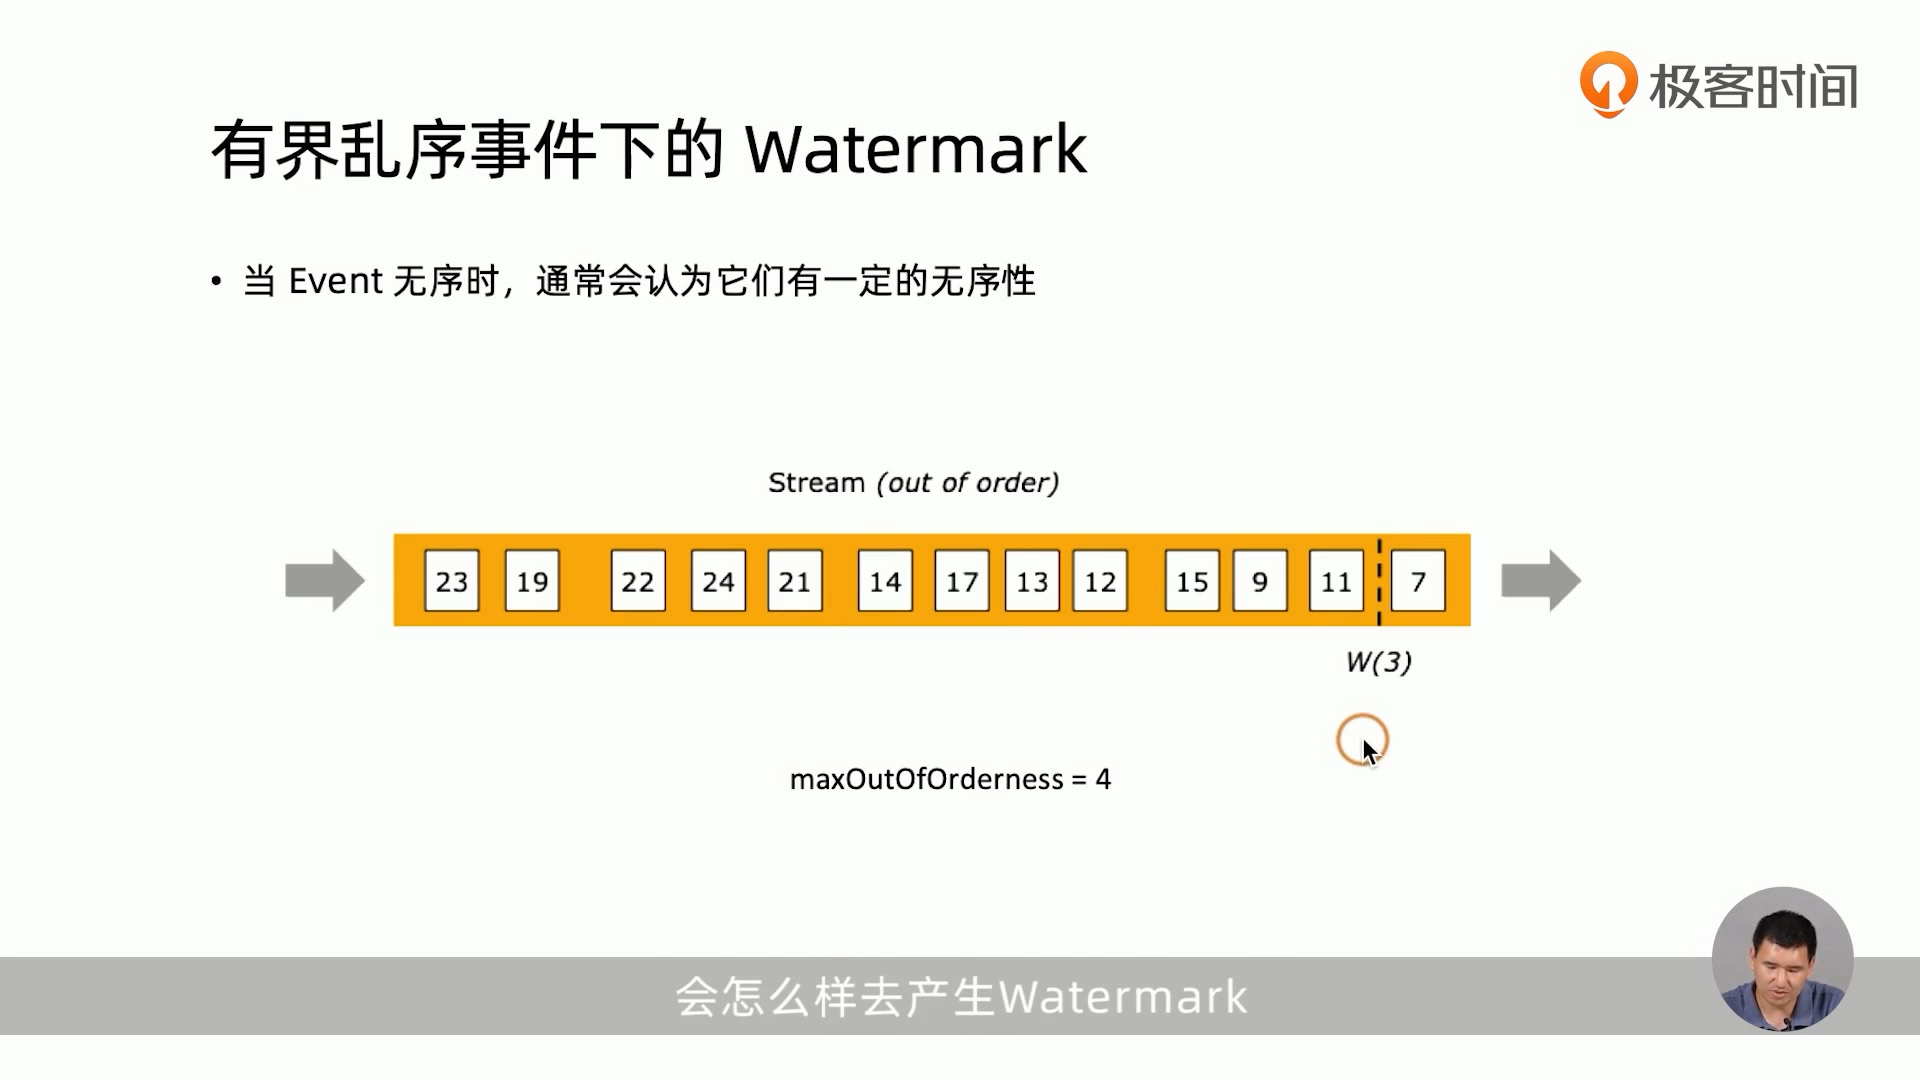 极客时间
有界乱序事件下的 Watermark
• 当 Event 无序时，通常会认为它们有一定的无序性
Stream (out of order)
23 19 22 24 21 14 17 13 12 15 9 11 7
W(3)
maxOutOfOrderness = 4
会怎么样去产生Watermark